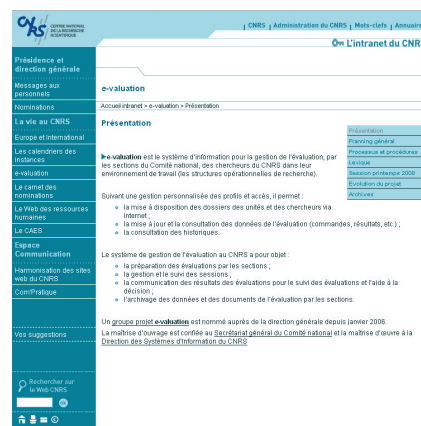 CNRS
CENTRE NATIONAL
DE LA RECHERCHE
SCIENTIFIQUE
CNRS | Administration du CNRS | Mots-clefs | Annuaire
L'intranet du CNR
Présidence et
direction générale
Messages aux
personnels
Nominations
La vie au CNRS
Europe et International
Les calendriers des
instances
e-valuation
Le carnet des
nominations
Le Web des ressources
humaines
Le CAES
Espace
Communication
Harmonisation des sites
web du CNRS
Com'Pratique
Vos suggestions
Rechercher sur
le Web CNRS
e-valuation
Accueil intranet > e-valuation > Présentation
Présentation
Présentation
Planning général
Processus et procédures
Lexique
Session printemps 2008
Evolution du projet
Archives
e-valuation est le système d'information pour la gestion de l'évaluation, par
les sections du Comité national, des chercheurs du CNRS dans leur
environnement de travail (les structures opérationnelles de recherche).
Suivant une gestion personnalisée des profils et accès, il permet :
la mise à disposition des dossiers des unités et des chercheurs via
internet ;
la mise à jour et la consultation des données de l'évaluation (commandes, résultats, etc.) ;
la consultation des historiques.
Le système de gestion de l'évaluation au CNRS a pour objet :
la préparation des évaluations par les sections ;
la gestion et le suivi des sessions ;
la communication des résultats des évaluations pour le suivi des évaluations et l'aide à la
décision ;
l'archivage des données et des documents de l'évaluation par les sections.
Un groupe projet e-valuation est nommé auprès de la direction générale depuis janvier 2006.
La maîtrise d'ouvrage est confiée au Secrétariat général du Comité national et la maîtrise d'œuvre à la
Direction des Systèmes d'Information du CNRS